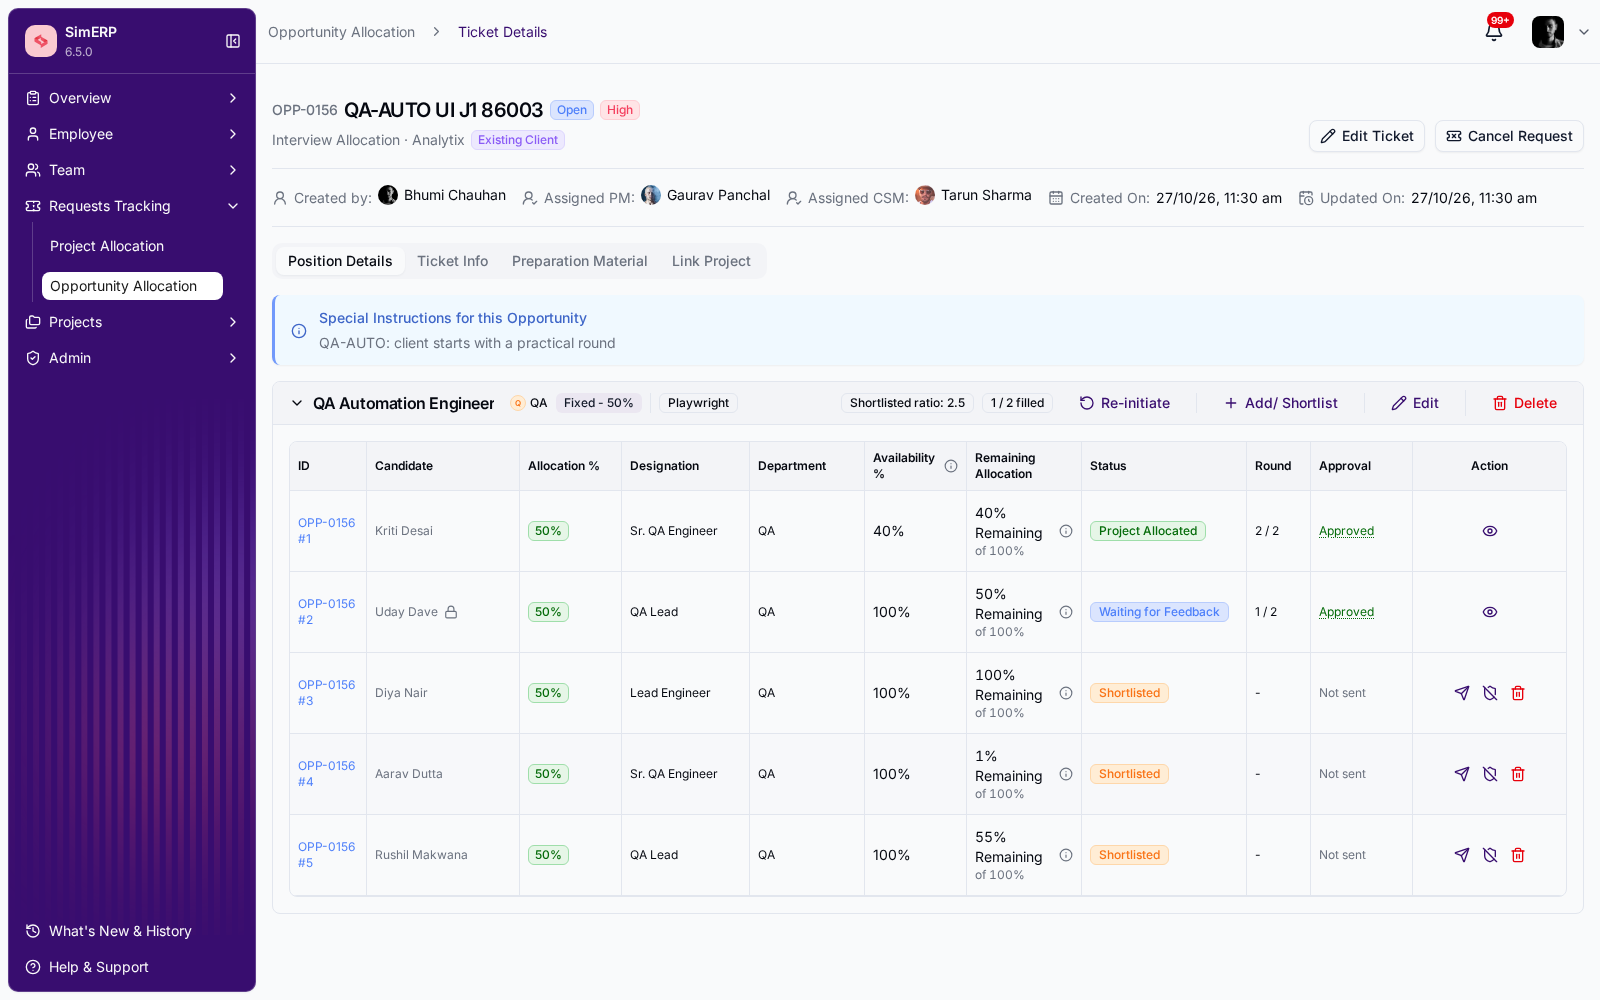 SimERP
6.5.0
Overview
Employee
Team
Requests Tracking
Project Allocation
Opportunity Allocation
Projects
Admin
What's New & History
Help & Support
Opportunity Allocation > Ticket Details
99+
OPP-0156 QA-AUTO UI J1 86003 Open High
Interview Allocation · Analytix Existing Client
Edit Ticket Cancel Request
Created by: Bhumi Chauhan Assigned PM: Gaurav Panchal Assigned CSM: Tarun Sharma Created On: 27/10/26, 11:30 am Updated On: 27/10/26, 11:30 am
Position Details Ticket Info Preparation Material Link Project
Special Instructions for this Opportunity
QA-AUTO: client starts with a practical round
QA Automation Engineer Q QA Fixed - 50% Playwright Shortlisted ratio: 2.5 1 / 2 filled Re-initiate Add/ Shortlist Edit Delete
ID Candidate Allocation % Designation Department Availability % Remaining Allocation Status Round Approval Action
OPP-0156 #1 Kriti Desai 50% Sr. QA Engineer QA 40% 40% Remaining of 100% Project Allocated 2 / 2 Approved
OPP-0156 #2 Uday Dave 50% QA Lead QA 100% 50% Remaining of 100% Waiting for Feedback 1 / 2 Approved
OPP-0156 #3 Diya Nair 50% Lead Engineer QA 100% 100% Remaining of 100% Shortlisted - Not sent
OPP-0156 #4 Aarav Dutta 50% Sr. QA Engineer QA 100% 1% Remaining of 100% Shortlisted - Not sent
OPP-0156 #5 Rushil Makwana 50% QA Lead QA 100% 55% Remaining of 100% Shortlisted - Not sent